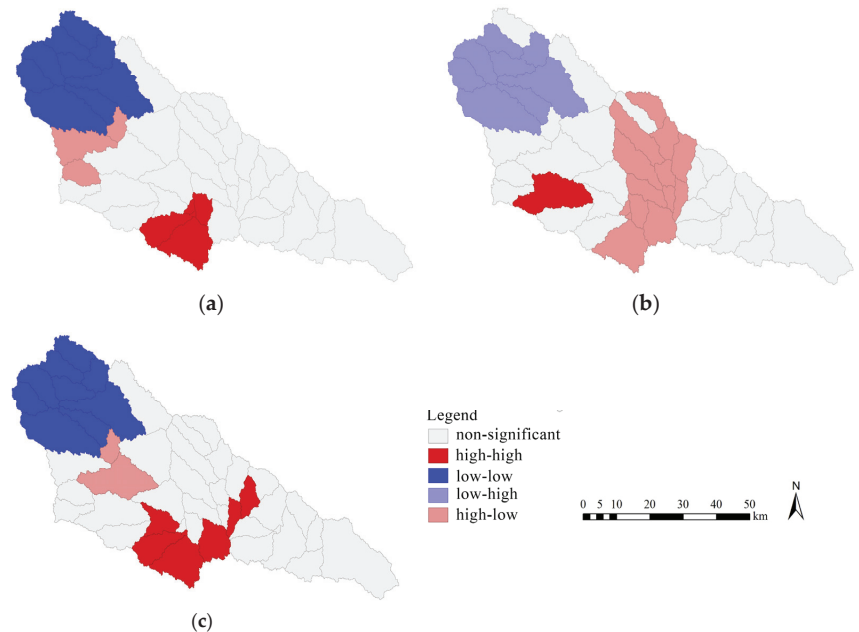 (a)
(b)
(c)
Legend
non-significant
high-high
low-low
low-high
high-low
0 5 10 20 30 40 50
km
N